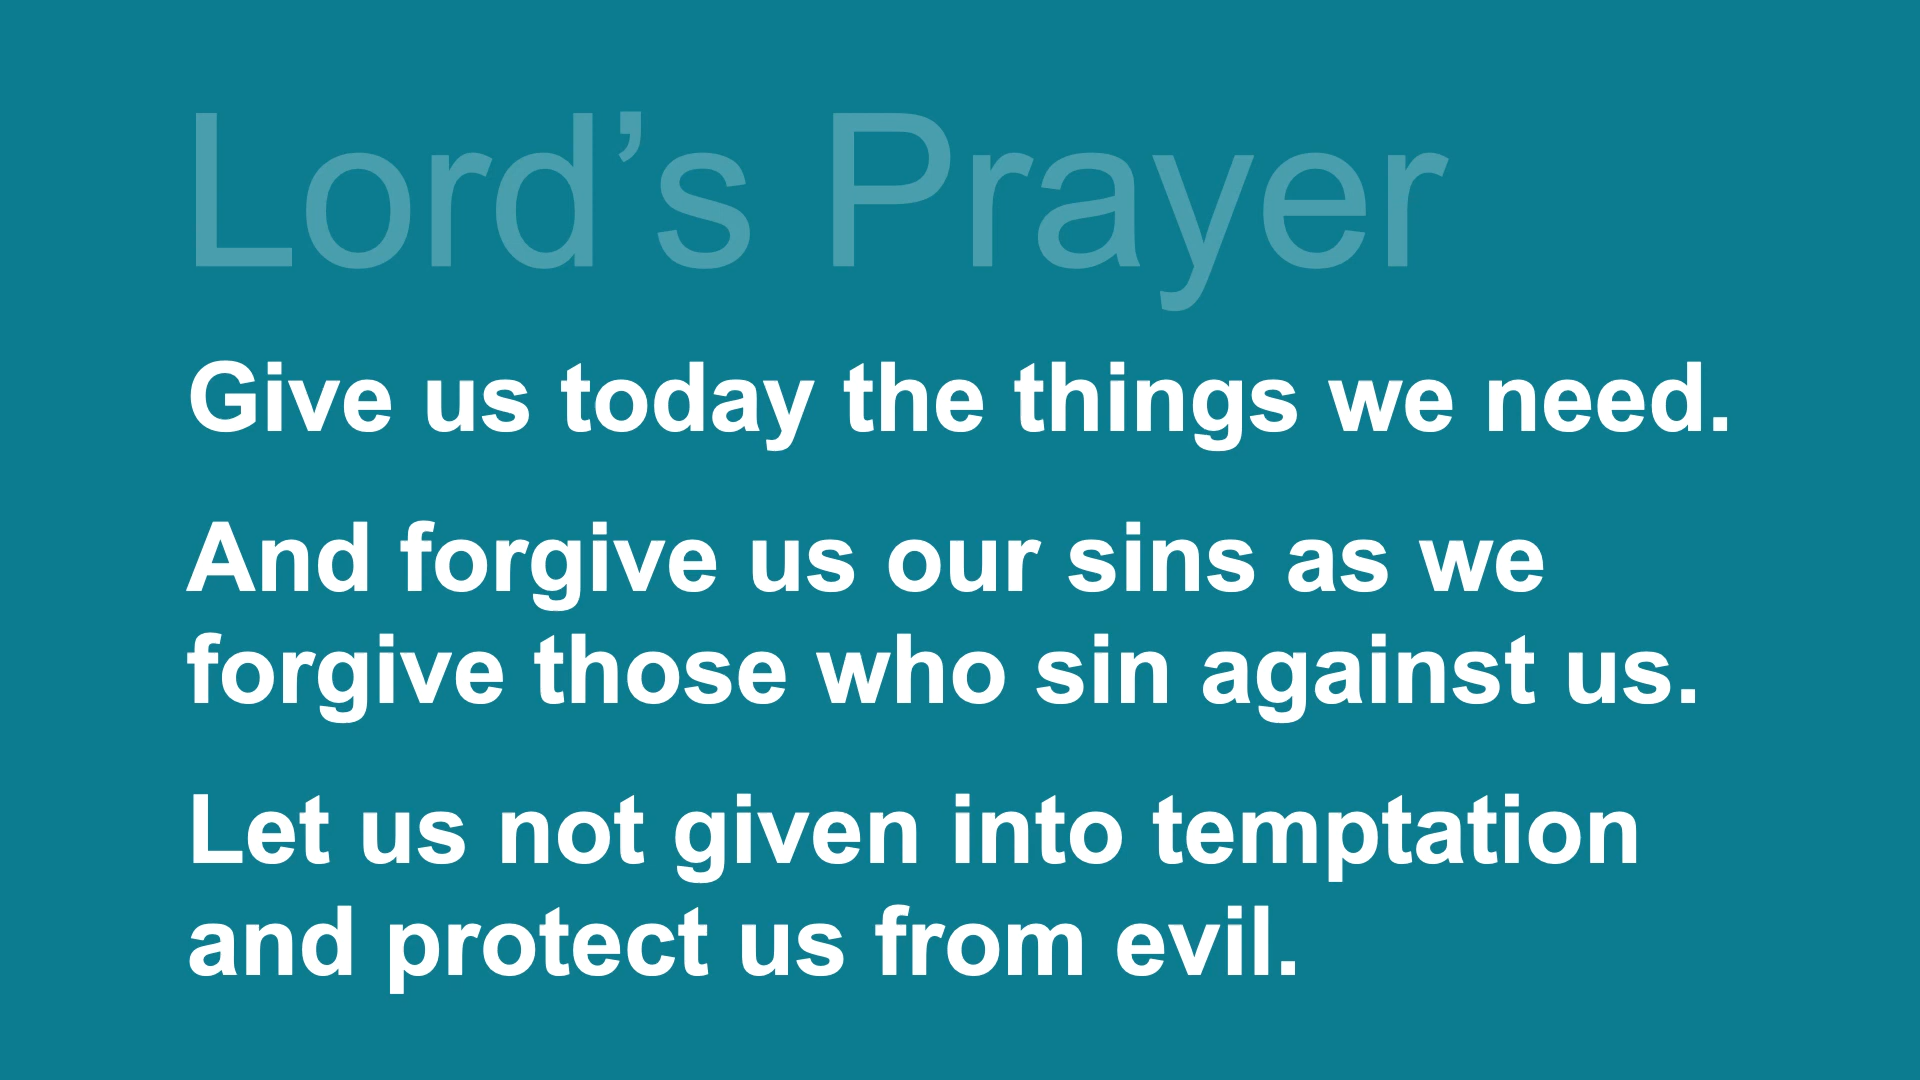 Lord’s Prayer
Give us today the things we need.
And forgive us our sins as we
forgive those who sin against us.
Let us not given into temptation
and protect us from evil.